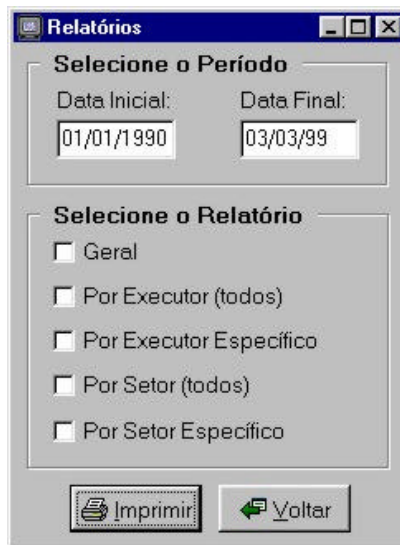 Relatórios
Selecione o Período
Data Inicial: Data Final:
01/01/1990 03/03/99
Selecione o Relatório
Geral
Por Executor (todos)
Por Executor Específico
Por Setor (todos)
Por Setor Específico
Imprimir Voltar